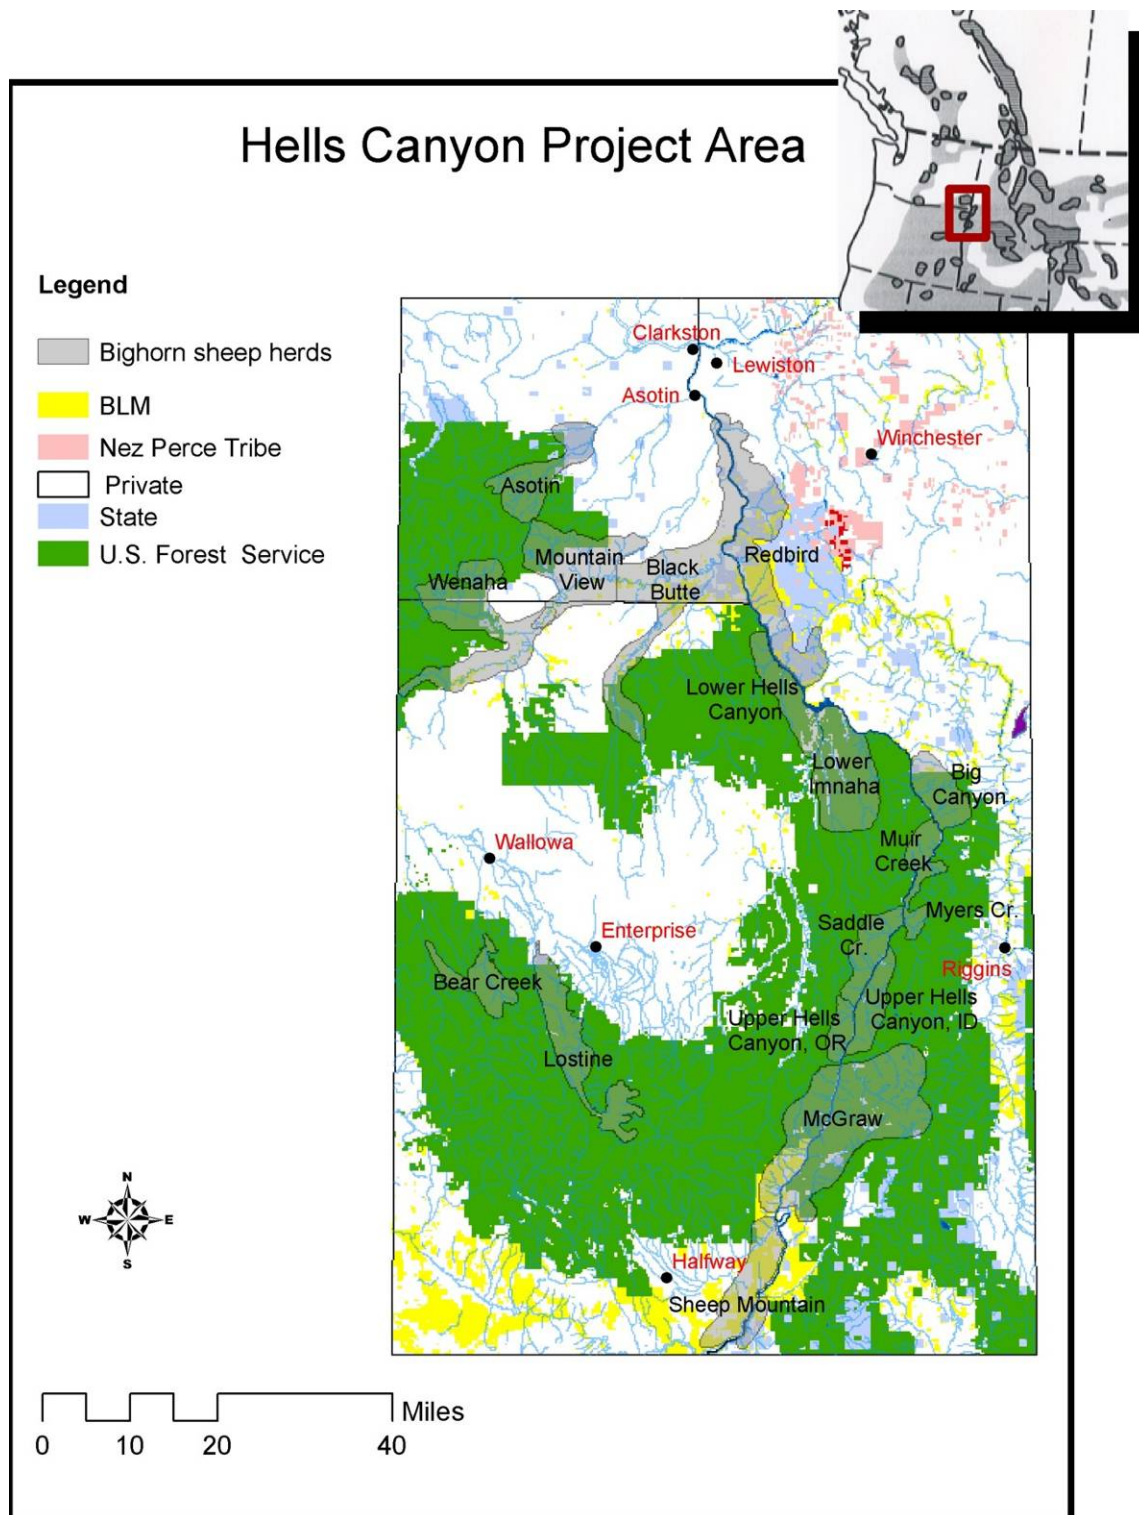 Hells Canyon Project Area
Legend
Bighorn sheep herds
BLM
Nez Perce Tribe
Private
State
U.S. Forest Service
Clarkston
Lewiston
Asotin
Winchester
Asotin
Redbird
Mountain
View
Black
Butte
Wenaha
Lower Hells
Canyon
Lower
Imnaha
Big
Canyon
Muir
Creek
Wallowa
Myers Cr.
Saddle
Cr.
Enterprise
Riggins
Bear Creek
Upper Hells
Canyon, ID
Upper Hells
Canyon, OR
Lostine
McGraw
N
W
E
S
Halfway
Sheep Mountain
Miles
0
10
20
40